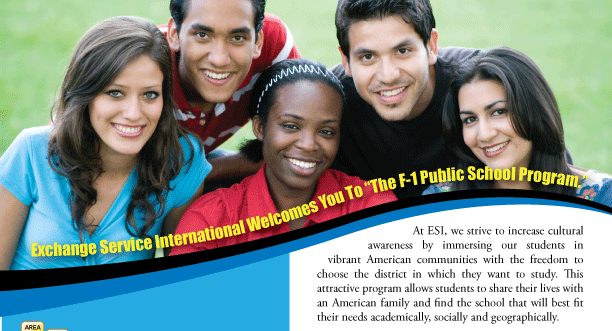 Exchange Service International Welcomes You To "The F-1 Public School Program."
At ESI, we strive to increase cultural
awareness by immersing our students in
vibrant American communities with the freedom to
choose the district in which they want to study. This
attractive program allows students to share their lives with
an American family and find the school that will best fit
their needs academically, socially and geographically.
AREA